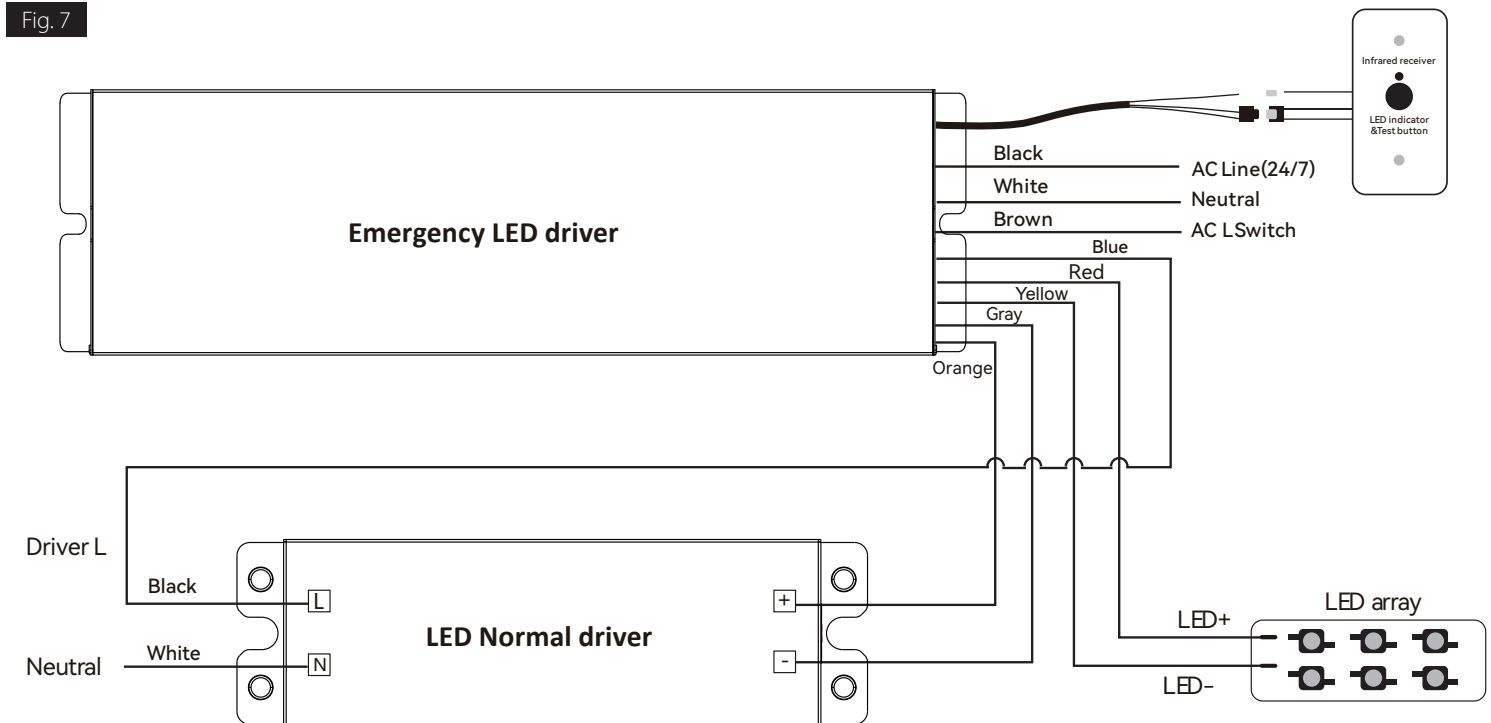 Fig. 7
Infrared receiver
LED indicator
&Test button
Black
AC Line(24/7)
White
Neutral
Brown
AC LSwitch
Emergency LED driver
Blue
Red
Yellow
Gray
Orange
Driver L
Black
L
+
LED Normal driver
LED+
LED array
Neutral
White
N
-
LED-